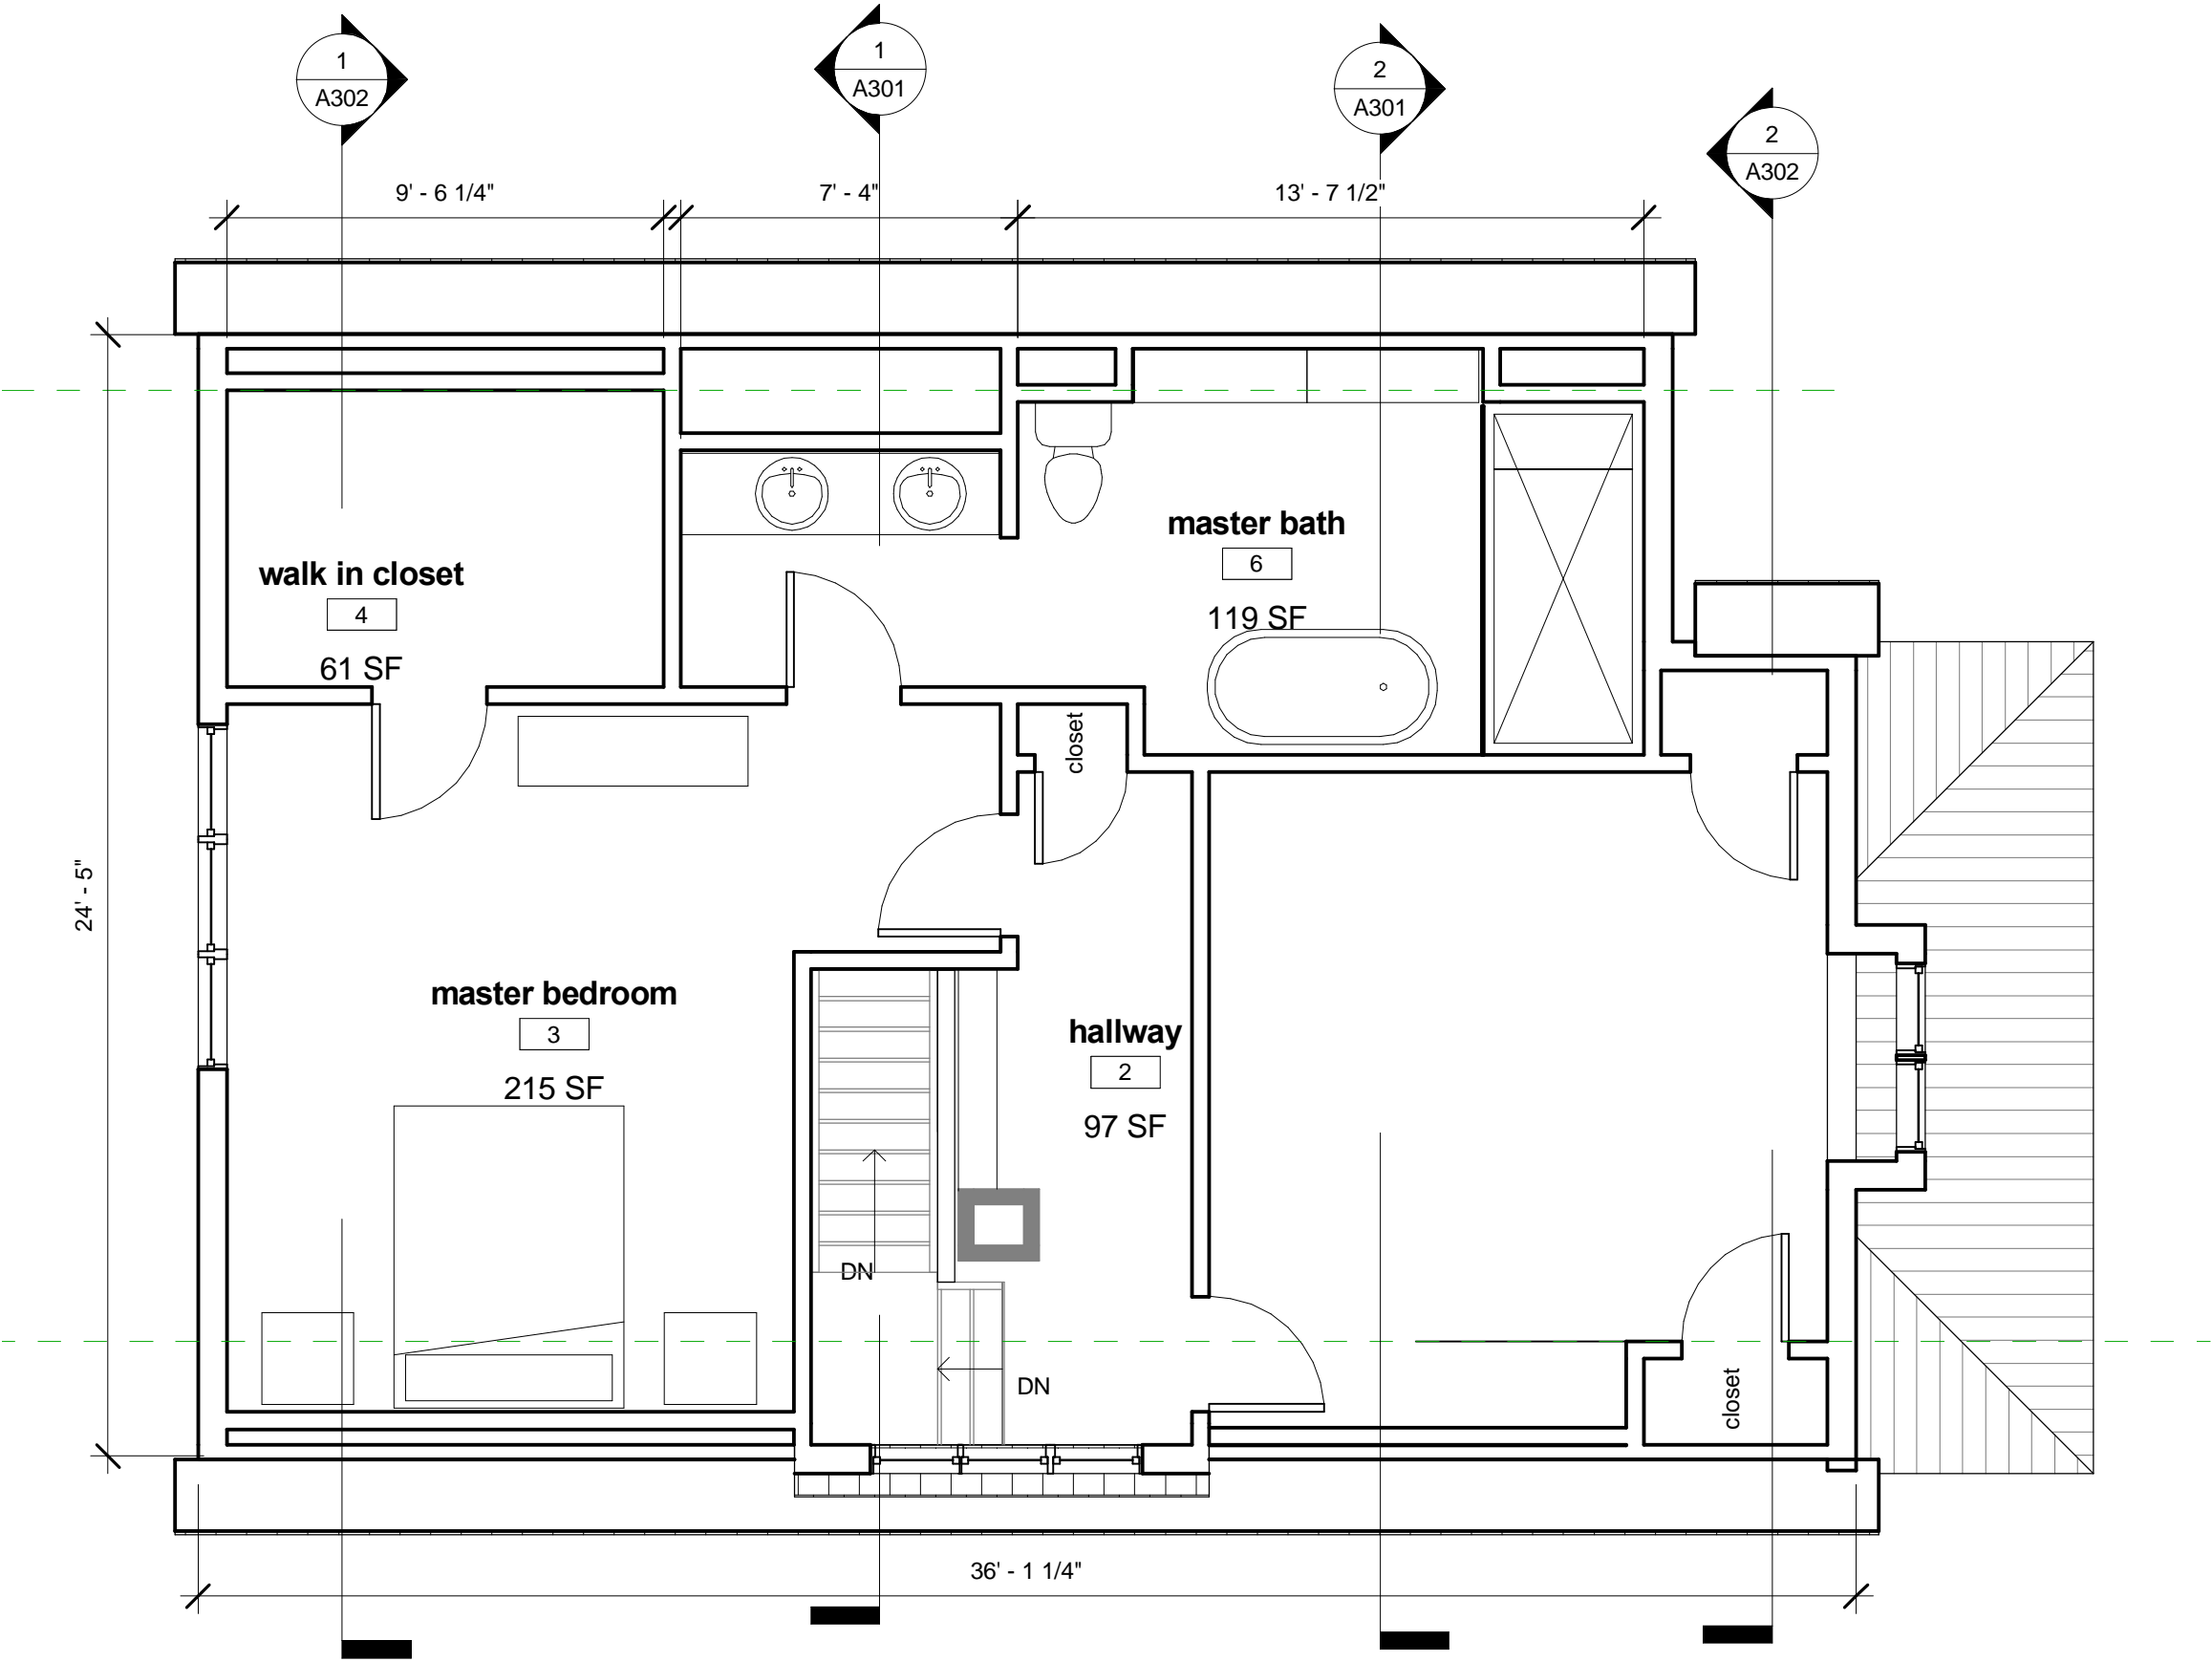 1
A302
1
A301
2
A301
2
A302
9' - 6 1/4"
7' - 4"
13' - 7 1/2"
master bath
6
119 SF
walk in closet
4
61 SF
closet
24' - 5"
master bedroom
3
215 SF
hallway
2
97 SF
DN
DN
closet
36' - 1 1/4"